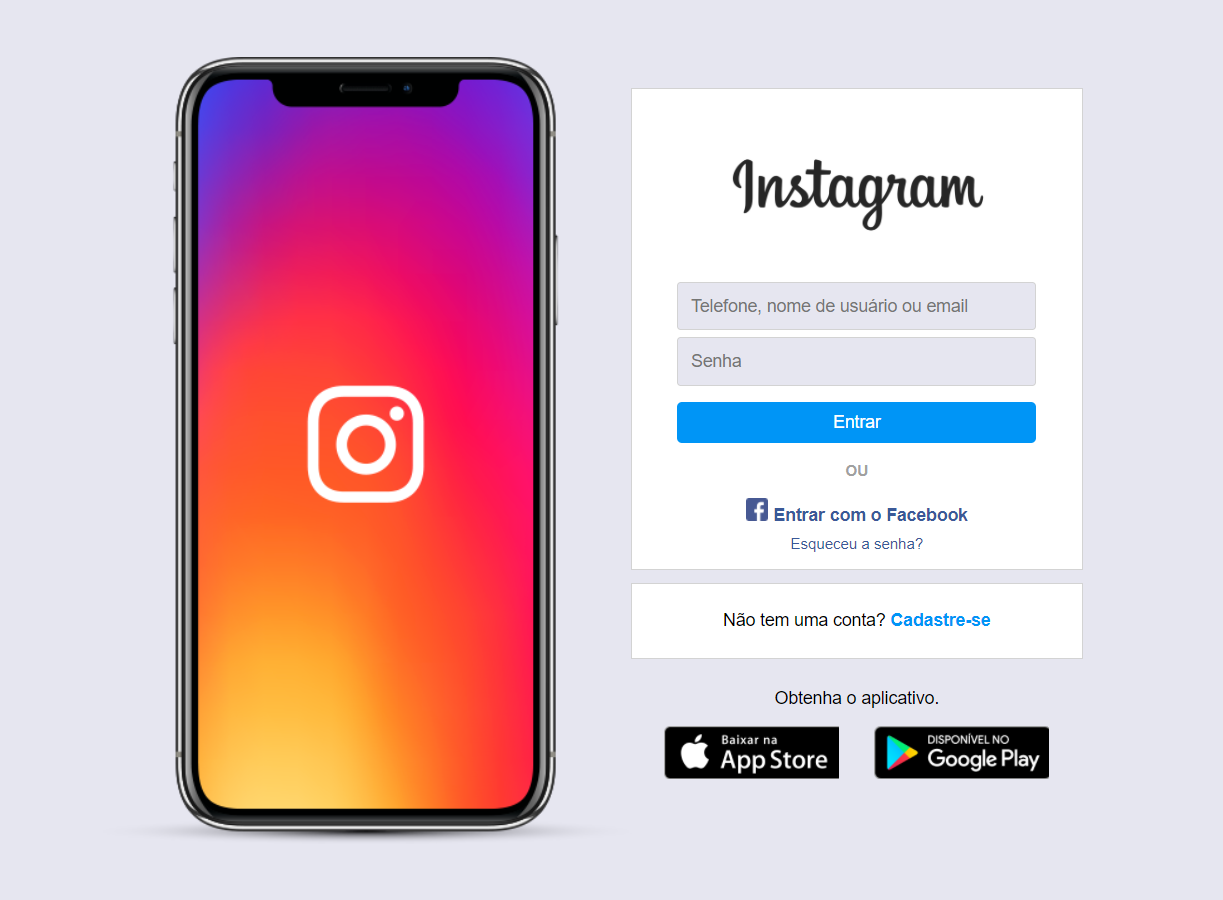 Instagram
Telefone, nome de usuário ou email
Senha
Entrar
OU
Entrar com o Facebook
Esqueceu a senha?
Não tem uma conta? Cadastre-se
Obtenha o aplicativo.
Baixar na
App Store
DISPONÍVEL NO
Google Play